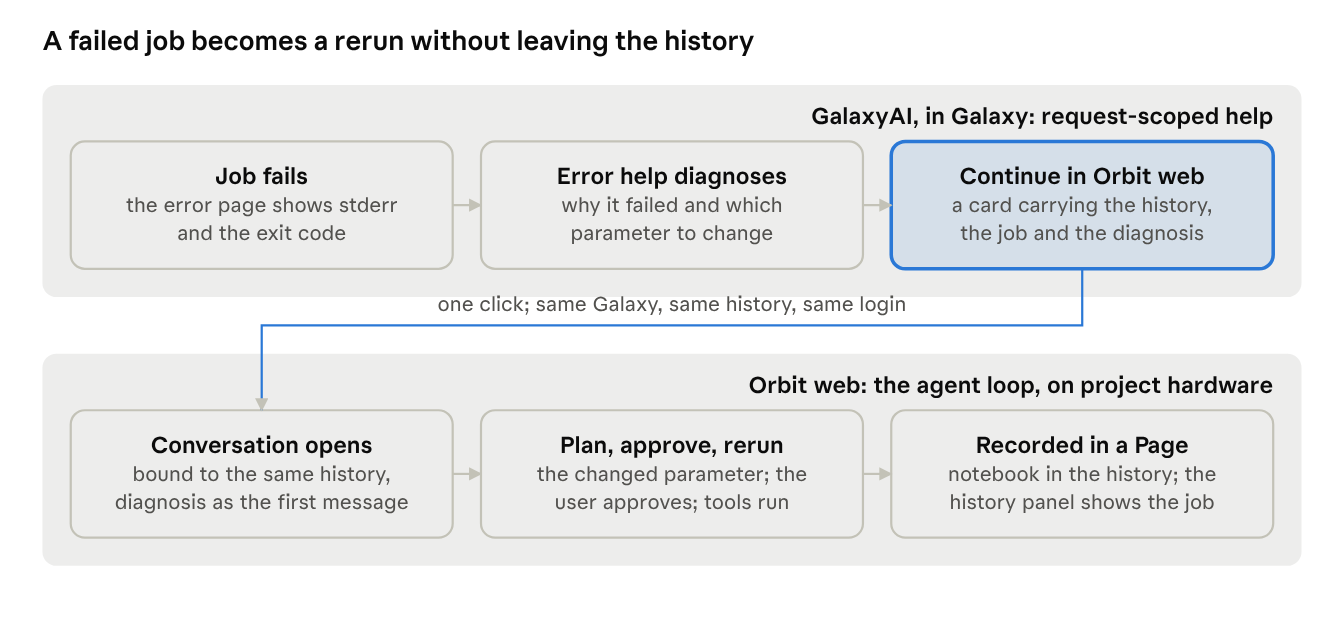 A failed job becomes a rerun without leaving the history
GalaxyAI, in Galaxy: request-scoped help
Job fails
the error page shows stderr
and the exit code
Error help diagnoses
why it failed and which
parameter to change
Continue in Orbit web
a card carrying the history,
the job and the diagnosis
one click; same Galaxy, same history, same login
Orbit web: the agent loop, on project hardware
Conversation opens
bound to the same history,
diagnosis as the first message
Plan, approve, rerun
the changed parameter; the
user approves; tools run
Recorded in a Page
notebook in the history; the
history panel shows the job